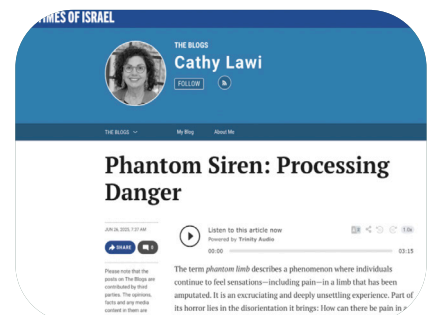 TIMES OF ISRAEL
THE BLOGS
Cathy Lawi
FOLLOW
THE BLOGS
My Blog
About Me
Phantom Siren: Processing
Danger
JUN 26, 2025, 7:37 AM
SHARE
0
Listen to this article now
Powered by Trinity Audio
00:00
03:15
1.0x
Please note that the
posts on The Blogs are
contributed by third
parties. The opinions,
facts and any media
content in them are
The term phantom limb describes a phenomenon where individuals
continue to feel sensations—including pain—in a limb that has been
amputated. It is an excruciating and deeply unsettling experience. Part of
its horror lies in the disorientation it brings: How can there be pain in